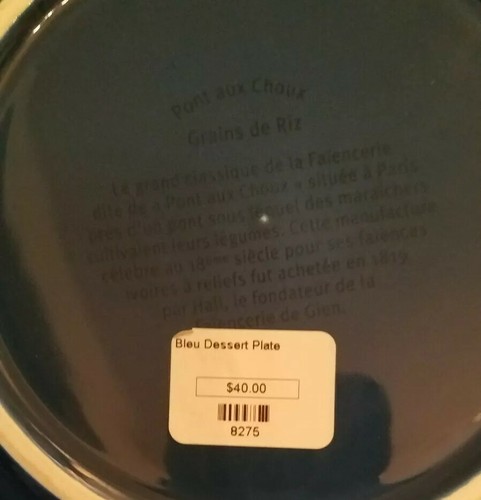 Pont aux Choux
Grains de Riz
Le grand classique de la Faïencerie
dite de « Pont aux Choux » située à Paris
près d'un pont sous lequel des maraîchers
cultivaient leurs légumes. Cette manufacture
célèbre au 18ème siècle pour ses faïences
ivoires à reliefs fut achetée en 1819
par Hall, le fondateur de la
Faïencerie de Gien.
Bleu Dessert Plate
$40.00
8275